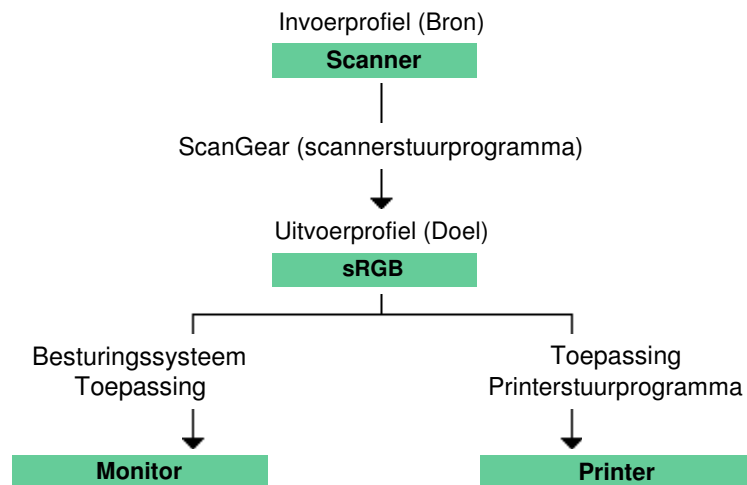 Invoerprofiel (Bron)
Scanner
ScanGear (scannerstuurprogramma)
Uitvoerprofiel (Doel)
sRGB
Besturingssysteem
Toepassing
Toepassing
Printerstuurprogramma
Monitor
Printer